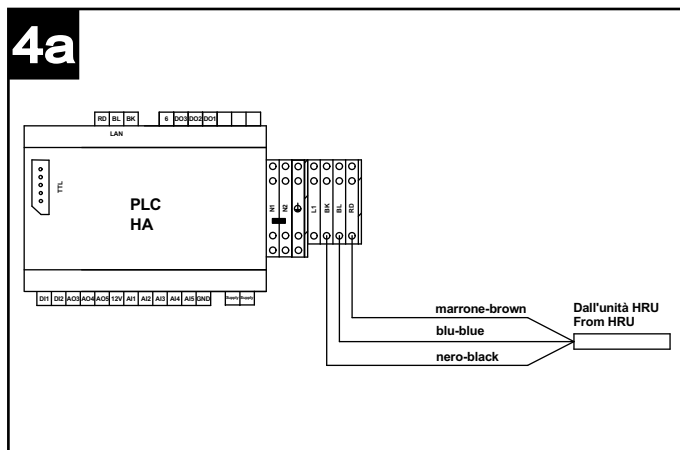 4a
RD BL BK 6 DO3 DO2 DO1
LAN
TTL
PLC
HA
N1 N2 L1 BK BL RD
DI1 DI2 AO3 AO4 AO5 12V AI1 AI2 AI3 AI4 AI5 GND Supply Supply
marrone-brown
blu-blue
nero-black
Dall'unità HRU
From HRU